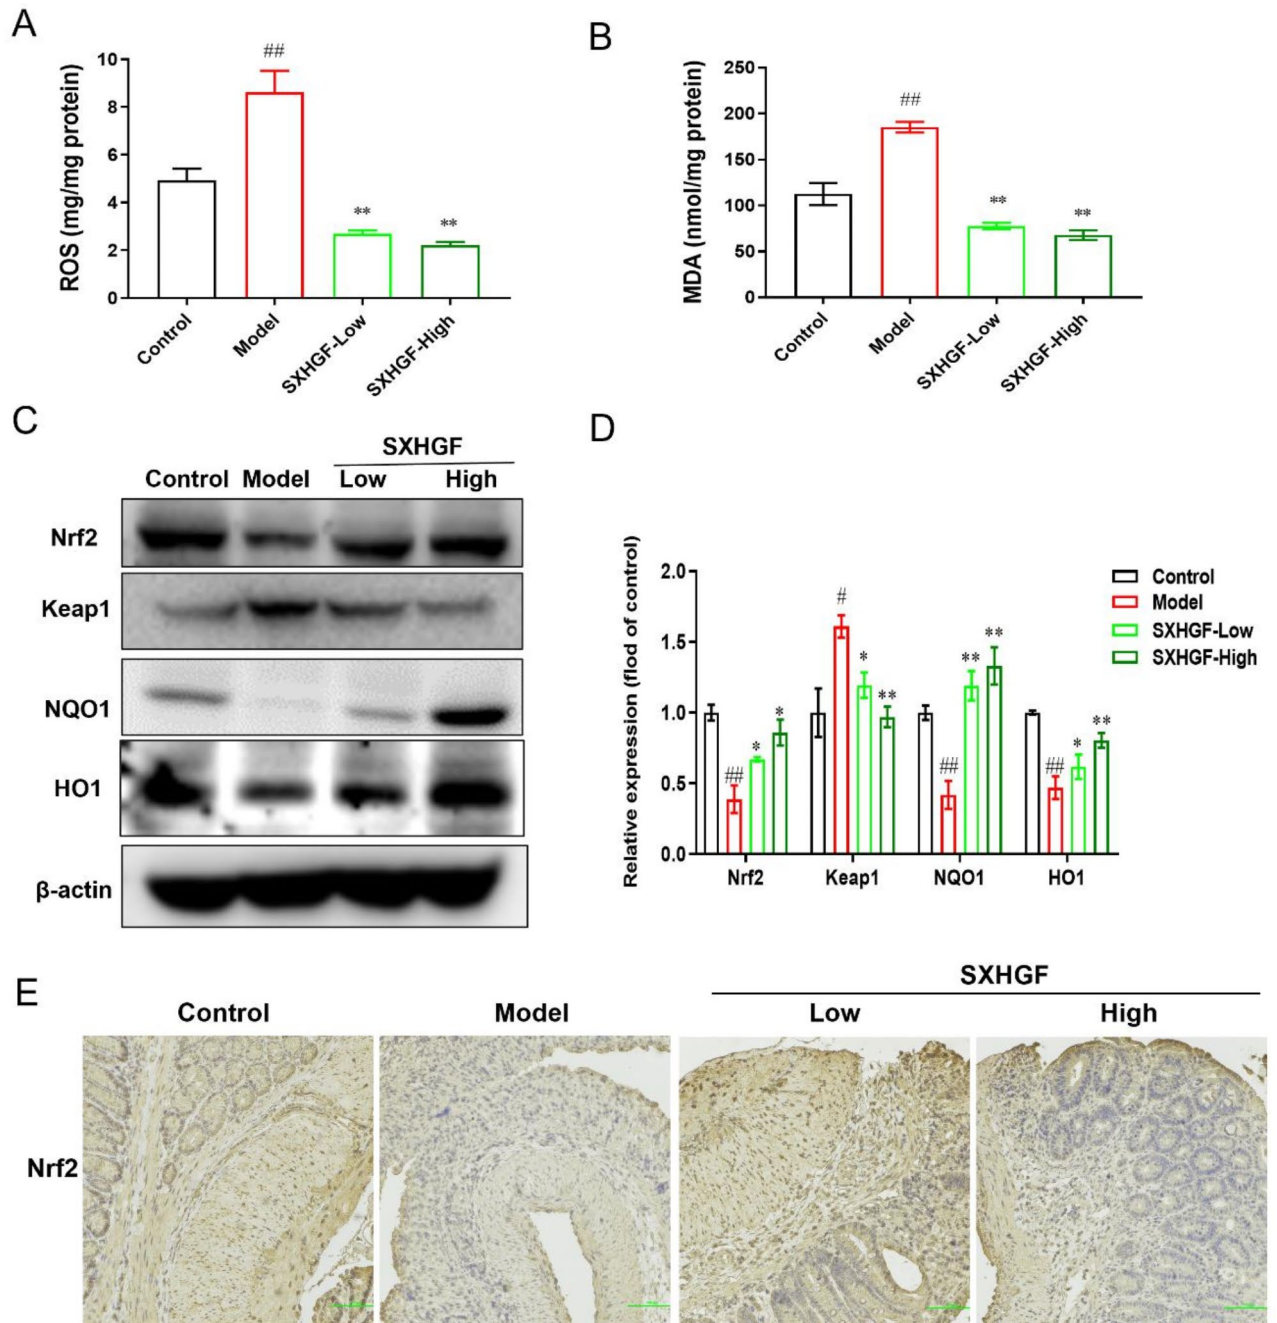 A
ROS (mg/mg protein)
10
8
6
4
2
0
##
**
**
Control
Model
SXHGF-Low
SXHGF-High
B
MDA (nmol/mg protein)
250
200
150
100
50
0
##
**
**
Control
Model
SXHGF-Low
SXHGF-High
C
SXHGF
Control Model Low High
Nrf2
Keap1
NQO1
HO1
β-actin
D
Relative expression (flod of control)
2.0
1.5
1.0
0.5
0.0
##
*
*
#
*
**
##
**
**
##
*
**
Nrf2 Keap1 NQO1 HO1
Control
Model
SXHGF-Low
SXHGF-High
E
SXHGF
Control Model Low High
Nrf2